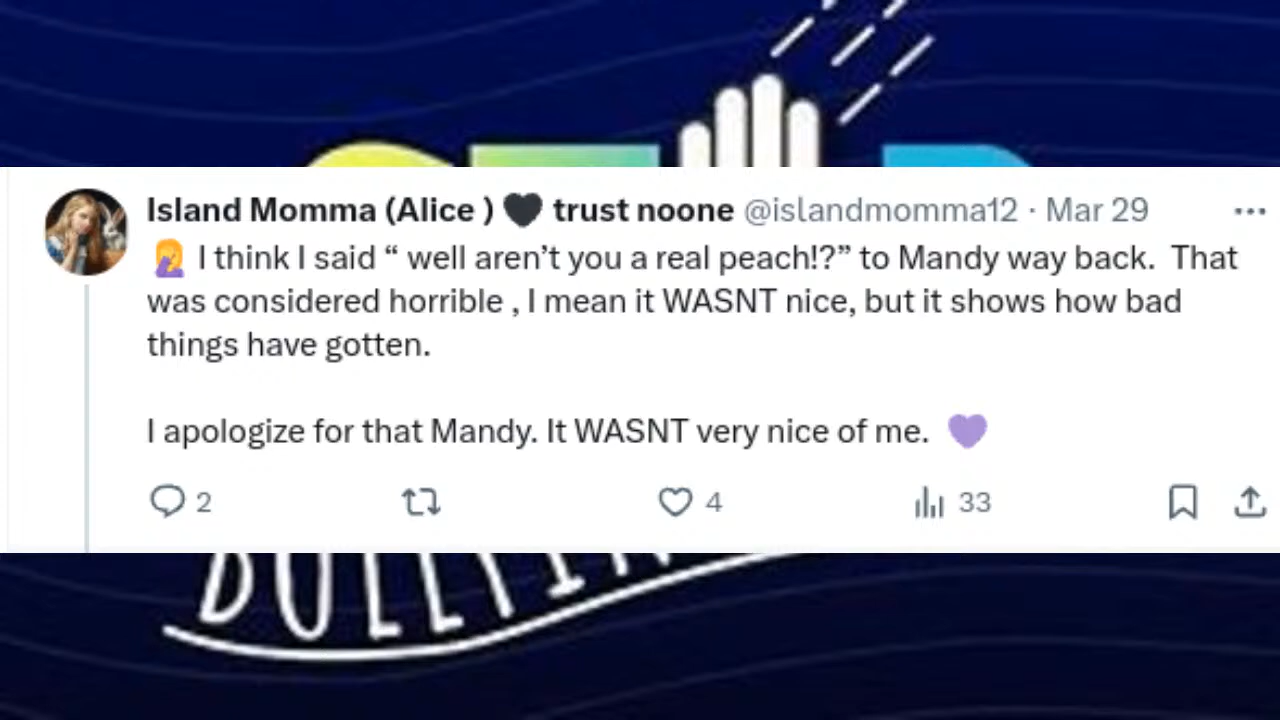 Island Momma (Alice ) 🖤 trust noone @islandmomma12 · Mar 29
🤦 I think I said “ well aren’t you a real peach!?” to Mandy way back.  That
was considered horrible , I mean it WASNT nice, but it shows how bad
things have gotten.
I apologize for that Mandy. It WASNT very nice of me. 💜
2 4 33